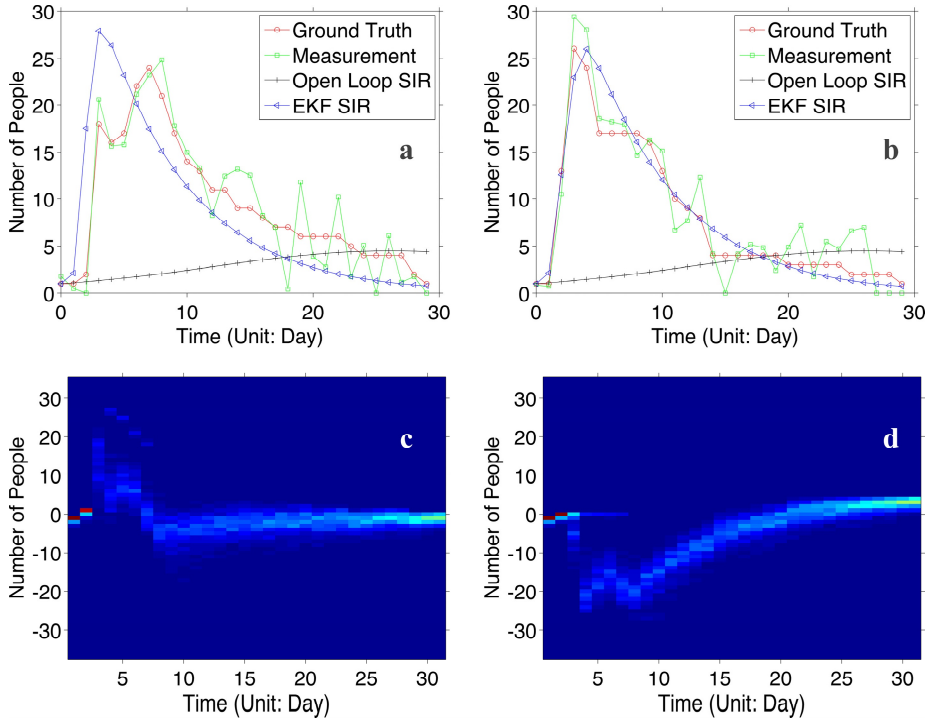 30
25
20
15
10
5
0
Number of People
Ground Truth
Measurement
Open Loop SIR
EKF SIR
a
0 10 20 30
Time (Unit: Day)
30
25
20
15
10
5
0
Number of People
Ground Truth
Measurement
Open Loop SIR
EKF SIR
b
0 10 20 30
Time (Unit: Day)
30
20
10
0
-10
-20
-30
Number of People
c
5 10 15 20 25 30
Time (Unit: Day)
30
20
10
0
-10
-20
-30
Number of People
d
5 10 15 20 25 30
Time (Unit: Day)